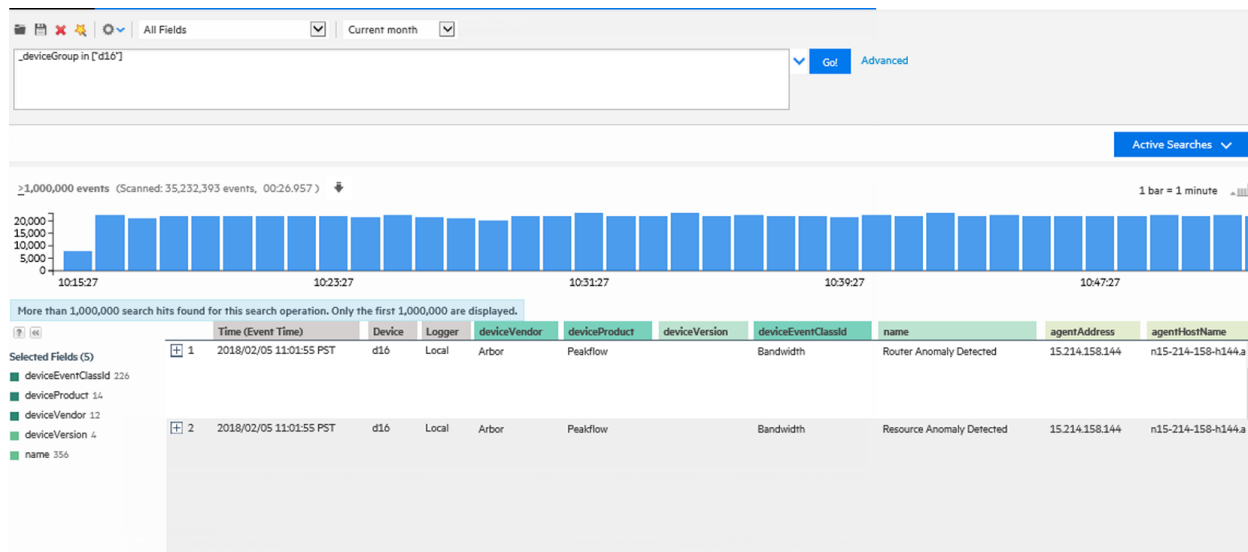 All Fields Current month
_deviceGroup in ["d16"]
Go! Advanced
Active Searches
>1,000,000 events (Scanned: 35,232,393 events, 00:26.957 )
1 bar = 1 minute
20,000
15,000
10,000
5,000
0
10:15:27 10:23:27 10:31:27 10:39:27 10:47:27
More than 1,000,000 search hits found for this search operation. Only the first 1,000,000 are displayed.
? «
Time (Event Time) Device Logger deviceVendor deviceProduct deviceVersion deviceEventClassId name agentAddress agentHostName
1 2018/02/05 11:01:55 PST d16 Local Arbor Peakflow Bandwidth Router Anomaly Detected 15.214.158.144 n15-214-158-h144.a
2 2018/02/05 11:01:55 PST d16 Local Arbor Peakflow Bandwidth Resource Anomaly Detected 15.214.158.144 n15-214-158-h144.a
Selected Fields (5)
deviceEventClassId 226
deviceProduct 14
deviceVendor 12
deviceVersion 4
name 356